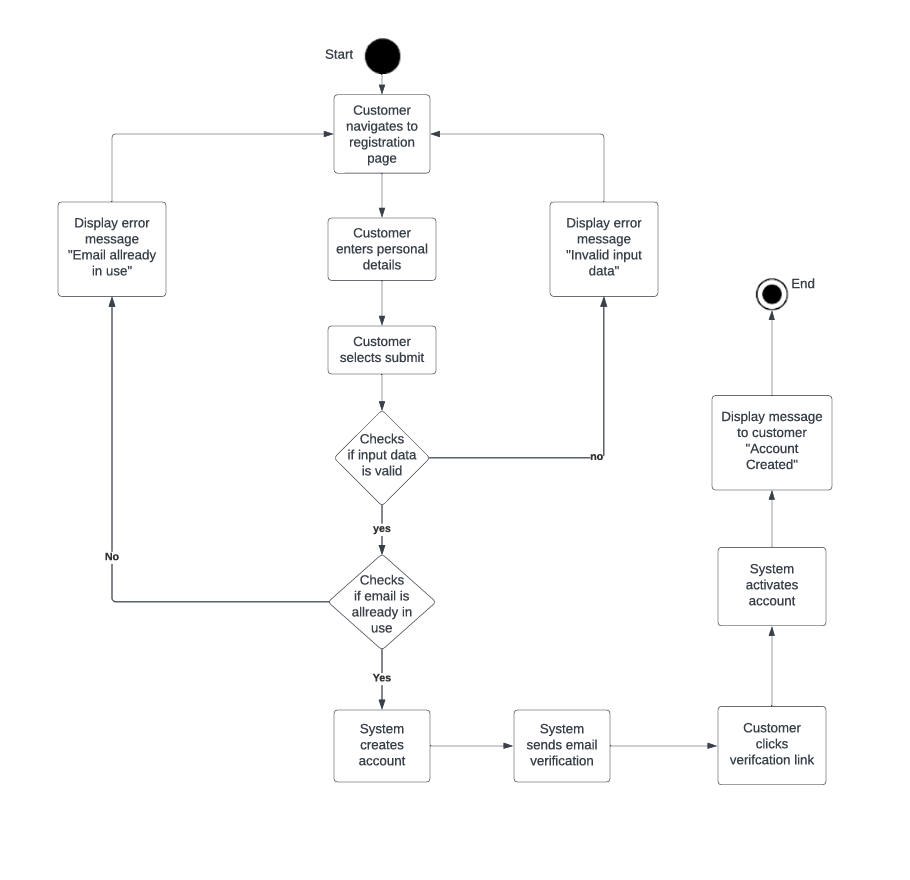 Start
Customer
navigates to
registration
page
Display error
message
"Email allready
in use"
Customer
enters personal
details
Display error
message
"Invalid input
data"
End
Customer
selects submit
Checks
if input data
is valid
no
Display message
to customer
"Account
Created"
yes
No
Checks
if email is
allready in
use
System
activates
account
Yes
System
creates
account
System
sends email
verification
Customer
clicks
verifcation link